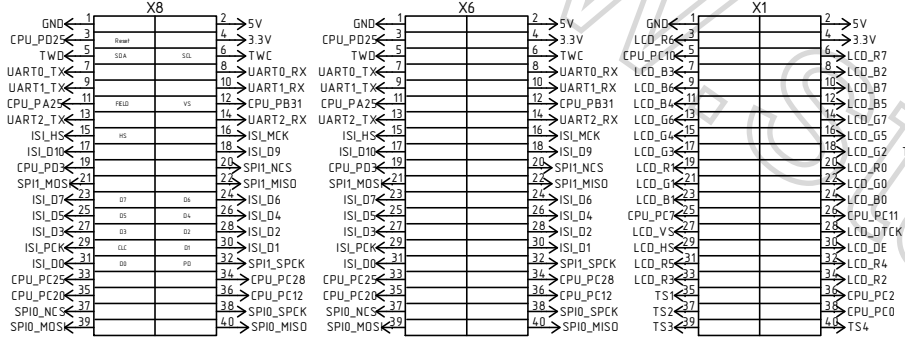 X8
GND 1 2 5V
CPU_PD25 3 Reset 4 3.3V
TWD 5 SDA SCL 6 TWC
UART0_TX 7 8 UART0_RX
UART1_TX 9 10 UART1_RX
CPU_PA25 11 FIELD VS 12 CPU_PB31
UART2_TX 13 14 UART2_RX
ISI_HS 15 HS 16 ISI_MCK
ISI_D10 17 18 ISI_D9
CPU_PD3 19 20 SPI1_NCS
SPI1_MOSI 21 22 SPI1_MISO
ISI_D7 23 D7 D6 24 ISI_D6
ISI_D5 25 D5 D4 26 ISI_D4
ISI_D3 27 D3 D2 28 ISI_D2
ISI_PCK 29 CLC D1 30 ISI_D1
ISI_D0 31 D0 PD 32 SPI1_SPCK
CPU_PC25 33 34 CPU_PC28
CPU_PC20 35 36 CPU_PC12
SPI0_NCS 37 38 SPI0_SPCK
SPI0_MOSI 39 40 SPI0_MISO
X6
GND 1 2 5V
CPU_PD25 3 4 3.3V
TWD 5 6 TWC
UART0_TX 7 8 UART0_RX
UART1_TX 9 10 UART1_RX
CPU_PA25 11 12 CPU_PB31
UART2_TX 13 14 UART2_RX
ISI_HS 15 16 ISI_MCK
ISI_D10 17 18 ISI_D9
CPU_PD3 19 20 SPI1_NCS
SPI1_MOSI 21 22 SPI1_MISO
ISI_D7 23 24 ISI_D6
ISI_D5 25 26 ISI_D4
ISI_D3 27 28 ISI_D2
ISI_PCK 29 30 ISI_D1
ISI_D0 31 32 SPI1_SPCK
CPU_PC25 33 34 CPU_PC28
CPU_PC20 35 36 CPU_PC12
SPI0_NCS 37 38 SPI0_SPCK
SPI0_MOSI 39 40 SPI0_MISO
X1
GND 1 2 5V
LCD_R6 3 4 3.3V
CPU_PC10 5 6 LCD_R7
LCD_B3 7 8 LCD_B2
LCD_B6 9 10 LCD_B7
LCD_B4 11 12 LCD_B5
LCD_G6 13 14 LCD_G7
LCD_G4 15 16 LCD_G5
LCD_G3 17 18 LCD_G2
LCD_R1 19 20 LCD_R0
LCD_G1 21 22 LCD_G0
LCD_B1 23 24 LCD_B0
CPU_PC7 25 26 CPU_PC11
LCD_VS 27 28 LCD_DTCK
LCD_HS 29 30 LCD_DE
LCD_R5 31 32 LCD_R4
LCD_R3 33 34 LCD_R2
TS1 35 36 CPU_PC2
TS2 37 38 CPU_PC0
TS3 39 40 TS4